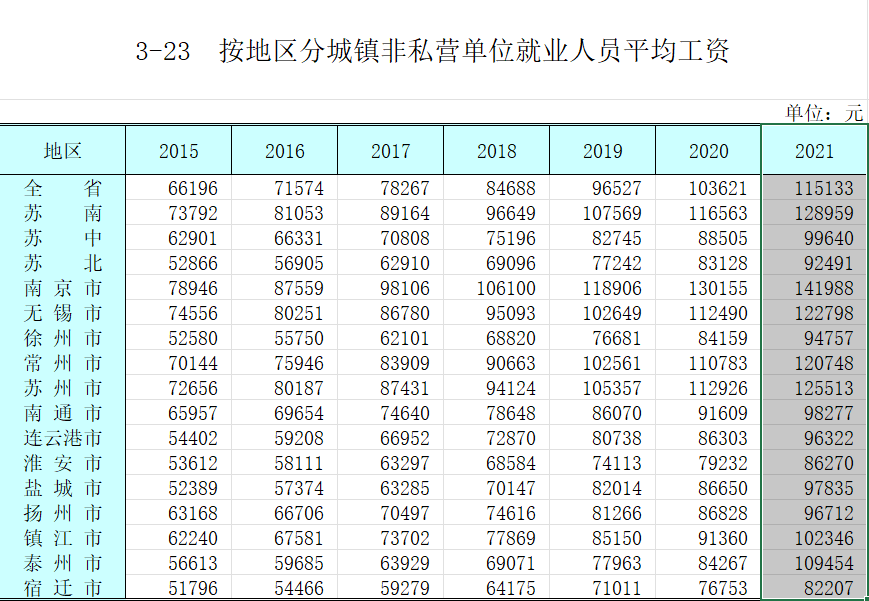 3-23 按地区分城镇非私营单位就业人员平均工资
单位：元
地区 2015 2016 2017 2018 2019 2020 2021
全省 66196 71574 78267 84688 96527 103621 115133
苏南 73792 81053 89164 96649 107569 116563 128959
苏中 62901 66331 70808 75196 82745 88505 99640
苏北 52866 56905 62910 69096 77242 83128 92491
南京市 78946 87559 98106 106100 118906 130155 141988
无锡市 74556 80251 86780 95093 102649 112490 122798
徐州市 52580 55750 62101 68820 76681 84159 94757
常州市 70144 75946 83909 90663 102561 110783 120748
苏州市 72656 80187 87431 94124 105357 112926 125513
南通市 65957 69654 74640 78648 86070 91609 98277
连云港市 54402 59208 66952 72870 80738 86303 96322
淮安市 53612 58111 63297 68584 74113 79232 86270
盐城市 52389 57374 63285 70147 82014 86650 97835
扬州市 63168 66706 70497 74616 81266 86828 96712
镇江市 62240 67581 73702 77869 85150 91360 102346
泰州市 56613 59685 63929 69071 77963 84267 109454
宿迁市 51796 54466 59279 64175 71011 76753 82207